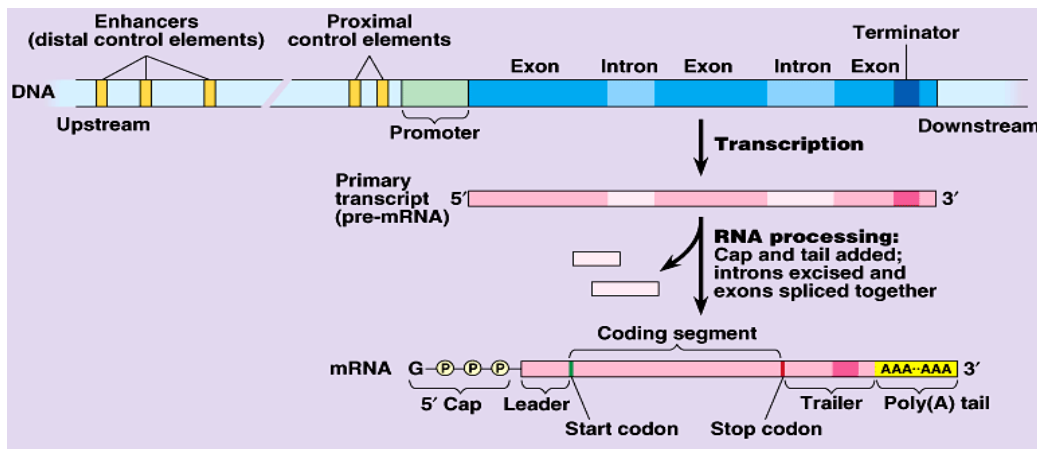 Enhancers
(distal control elements)
Proximal
control elements
Terminator
Exon Intron Exon Intron Exon
DNA
Upstream
Promoter
Downstream
Transcription
Primary
transcript
(pre-mRNA)
5′ 3′
RNA processing:
Cap and tail added;
introns excised and
exons spliced together
Coding segment
mRNA G P P P AAA··AAA 3′
5′ Cap Leader Trailer Poly(A) tail
Start codon Stop codon